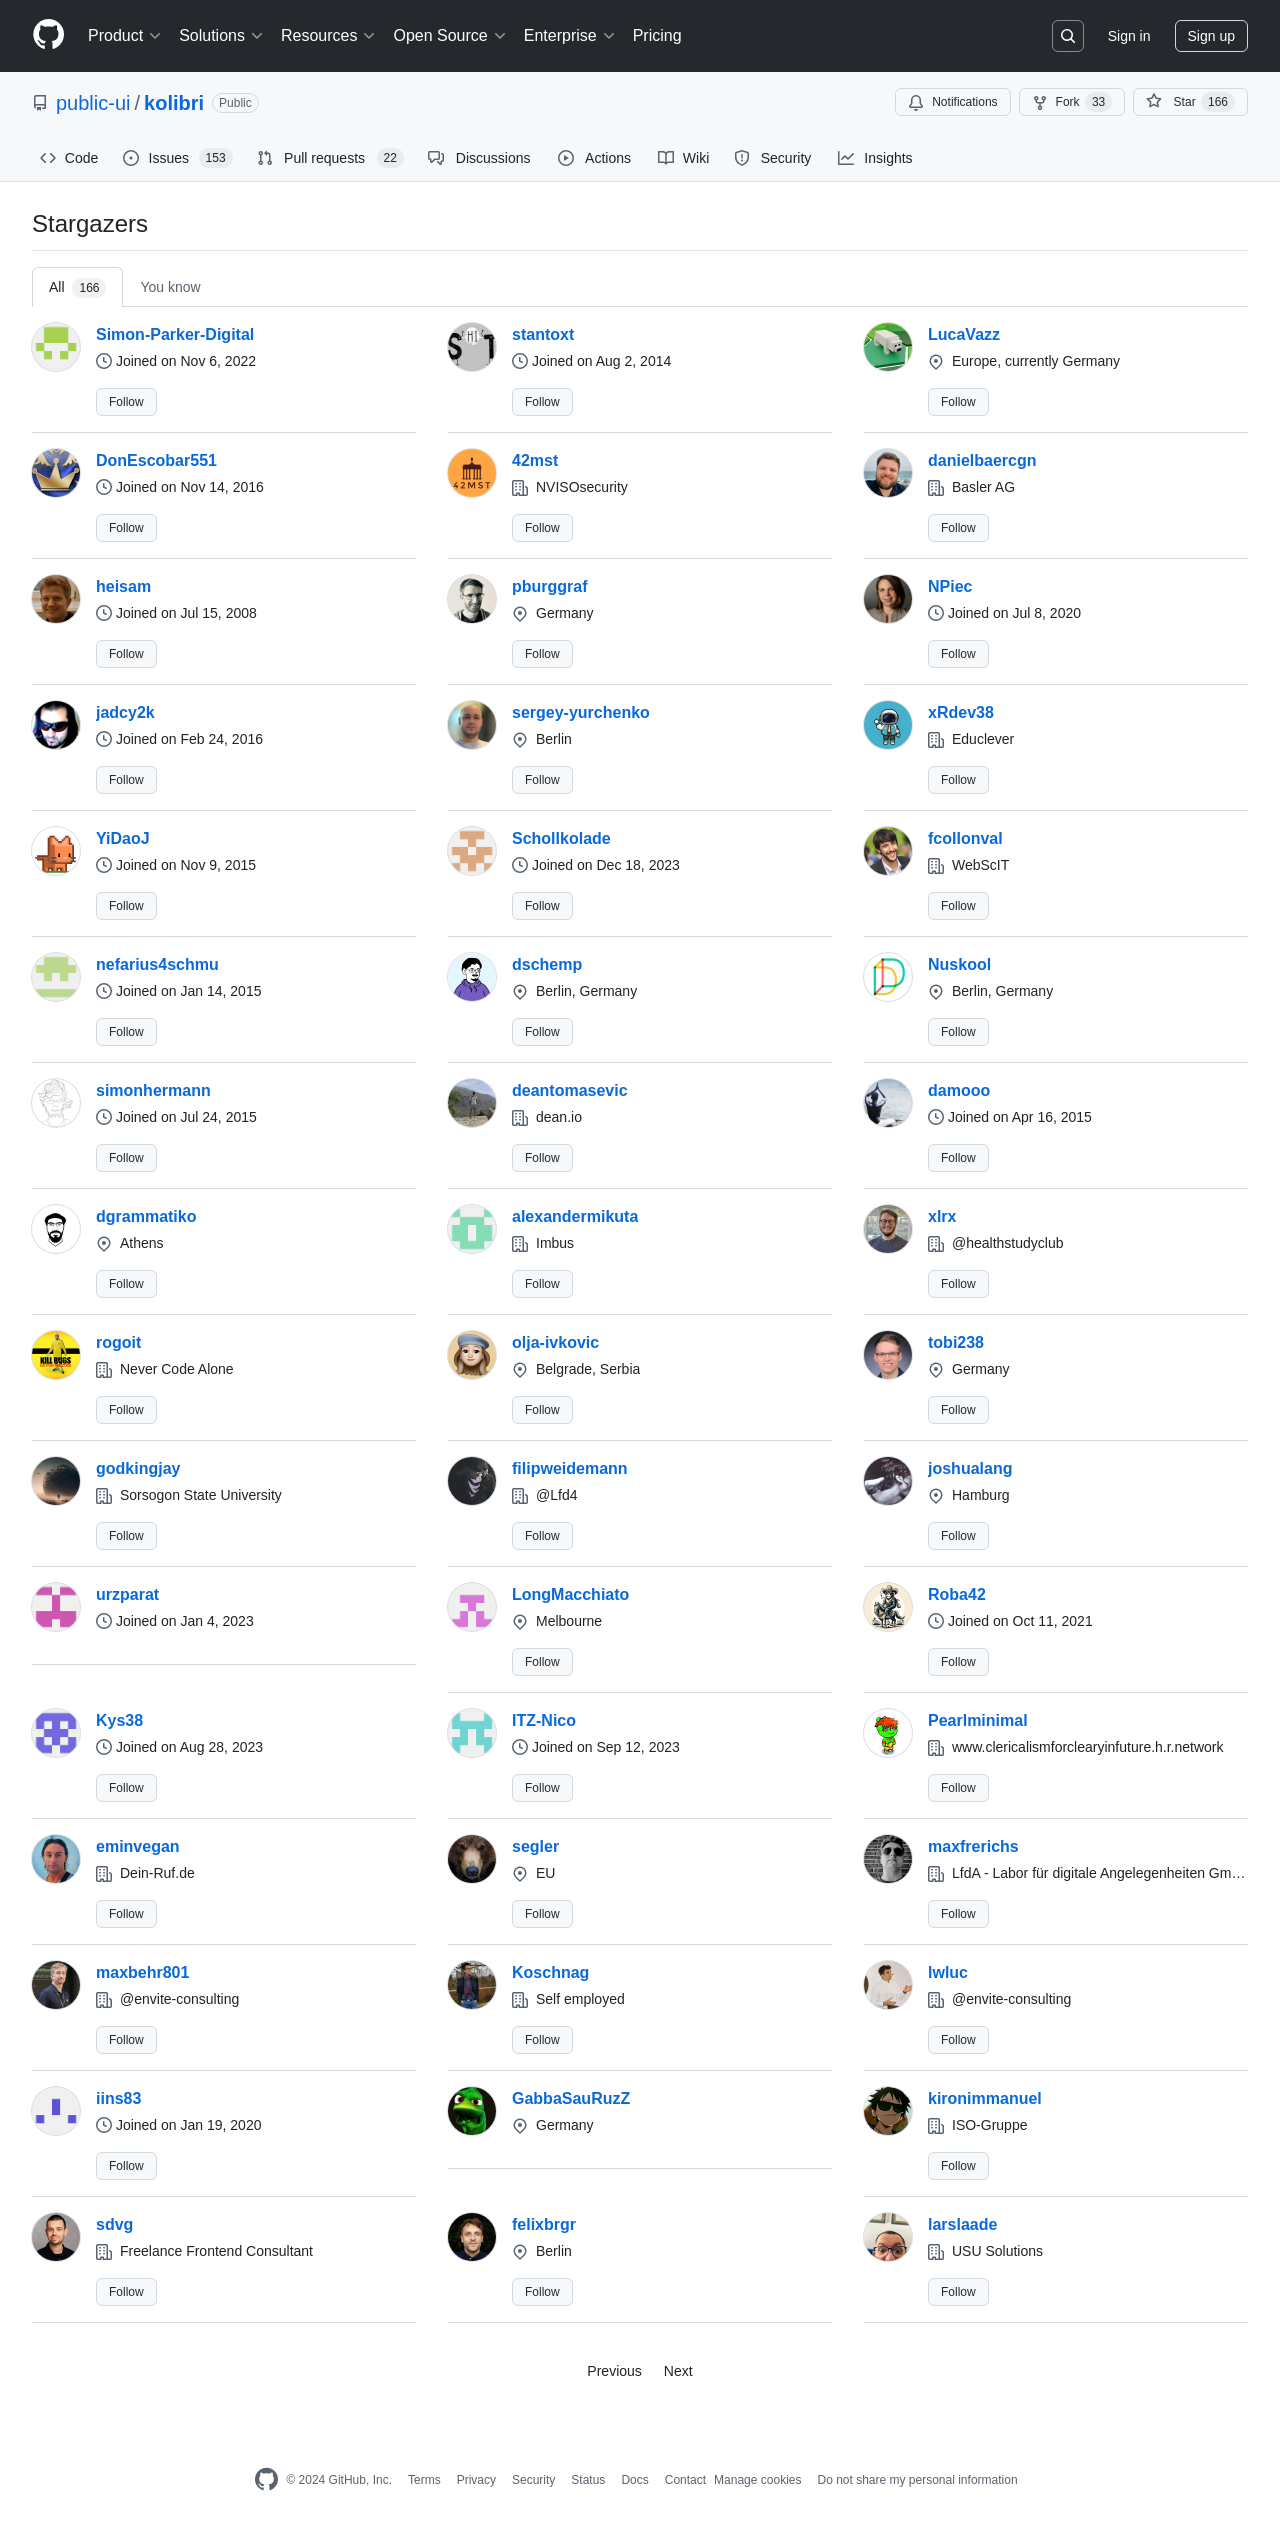 Product Solutions Resources Open Source Enterprise Pricing Sign in Sign up
public-ui / kolibri Public Notifications Fork 33 Star 166
Code Issues 153 Pull requests 22 Discussions Actions Wiki Security Insights
Stargazers
All 166 You know
Simon-Parker-Digital stantoxt LucaVazz
Joined on Nov 6, 2022 Joined on Aug 2, 2014 Europe, currently Germany
Follow Follow Follow
DonEscobar551 42mst danielbaercgn
Joined on Nov 14, 2016 NVISOsecurity Basler AG
42MST
Follow Follow Follow
heisam pburggraf NPiec
Joined on Jul 15, 2008 Germany Joined on Jul 8, 2020
Follow Follow Follow
jadcy2k sergey-yurchenko xRdev38
Joined on Feb 24, 2016 Berlin Educlever
Follow Follow Follow
YiDaoJ Schollkolade fcollonval
Joined on Nov 9, 2015 Joined on Dec 18, 2023 WebScIT
Follow Follow Follow
nefarius4schmu dschemp Nuskool
Joined on Jan 14, 2015 Berlin, Germany Berlin, Germany
Follow Follow Follow
simonhermann deantomasevic damooo
Joined on Jul 24, 2015 dean.io Joined on Apr 16, 2015
Follow Follow Follow
dgrammatiko alexandermikuta xlrx
Athens Imbus @healthstudyclub
Follow Follow Follow
rogoit olja-ivkovic tobi238
KILL BUGS
Never Code Alone Belgrade, Serbia Germany
Follow Follow Follow
godkingjay filipweidemann joshualang
Sorsogon State University @Lfd4 Hamburg
Follow Follow Follow
urzparat LongMacchiato Roba42
Joined on Jan 4, 2023 Melbourne Joined on Oct 11, 2021
Follow Follow
Kys38 ITZ-Nico Pearlminimal
Joined on Aug 28, 2023 Joined on Sep 12, 2023 www.clericalismforclearyinfuture.h.r.network
Follow Follow Follow
eminvegan segler maxfrerichs
Dein-Ruf.de EU LfdA - Labor für digitale Angelegenheiten Gm…
Follow Follow Follow
maxbehr801 Koschnag lwluc
@envite-consulting Self employed @envite-consulting
Follow Follow Follow
iins83 GabbaSauRuzZ kironimmanuel
Joined on Jan 19, 2020 Germany ISO-Gruppe
Follow Follow
sdvg felixbrgr larslaade
Freelance Frontend Consultant Berlin USU Solutions
Follow Follow Follow
Previous Next
© 2024 GitHub, Inc. Terms Privacy Security Status Docs Contact Manage cookies Do not share my personal information